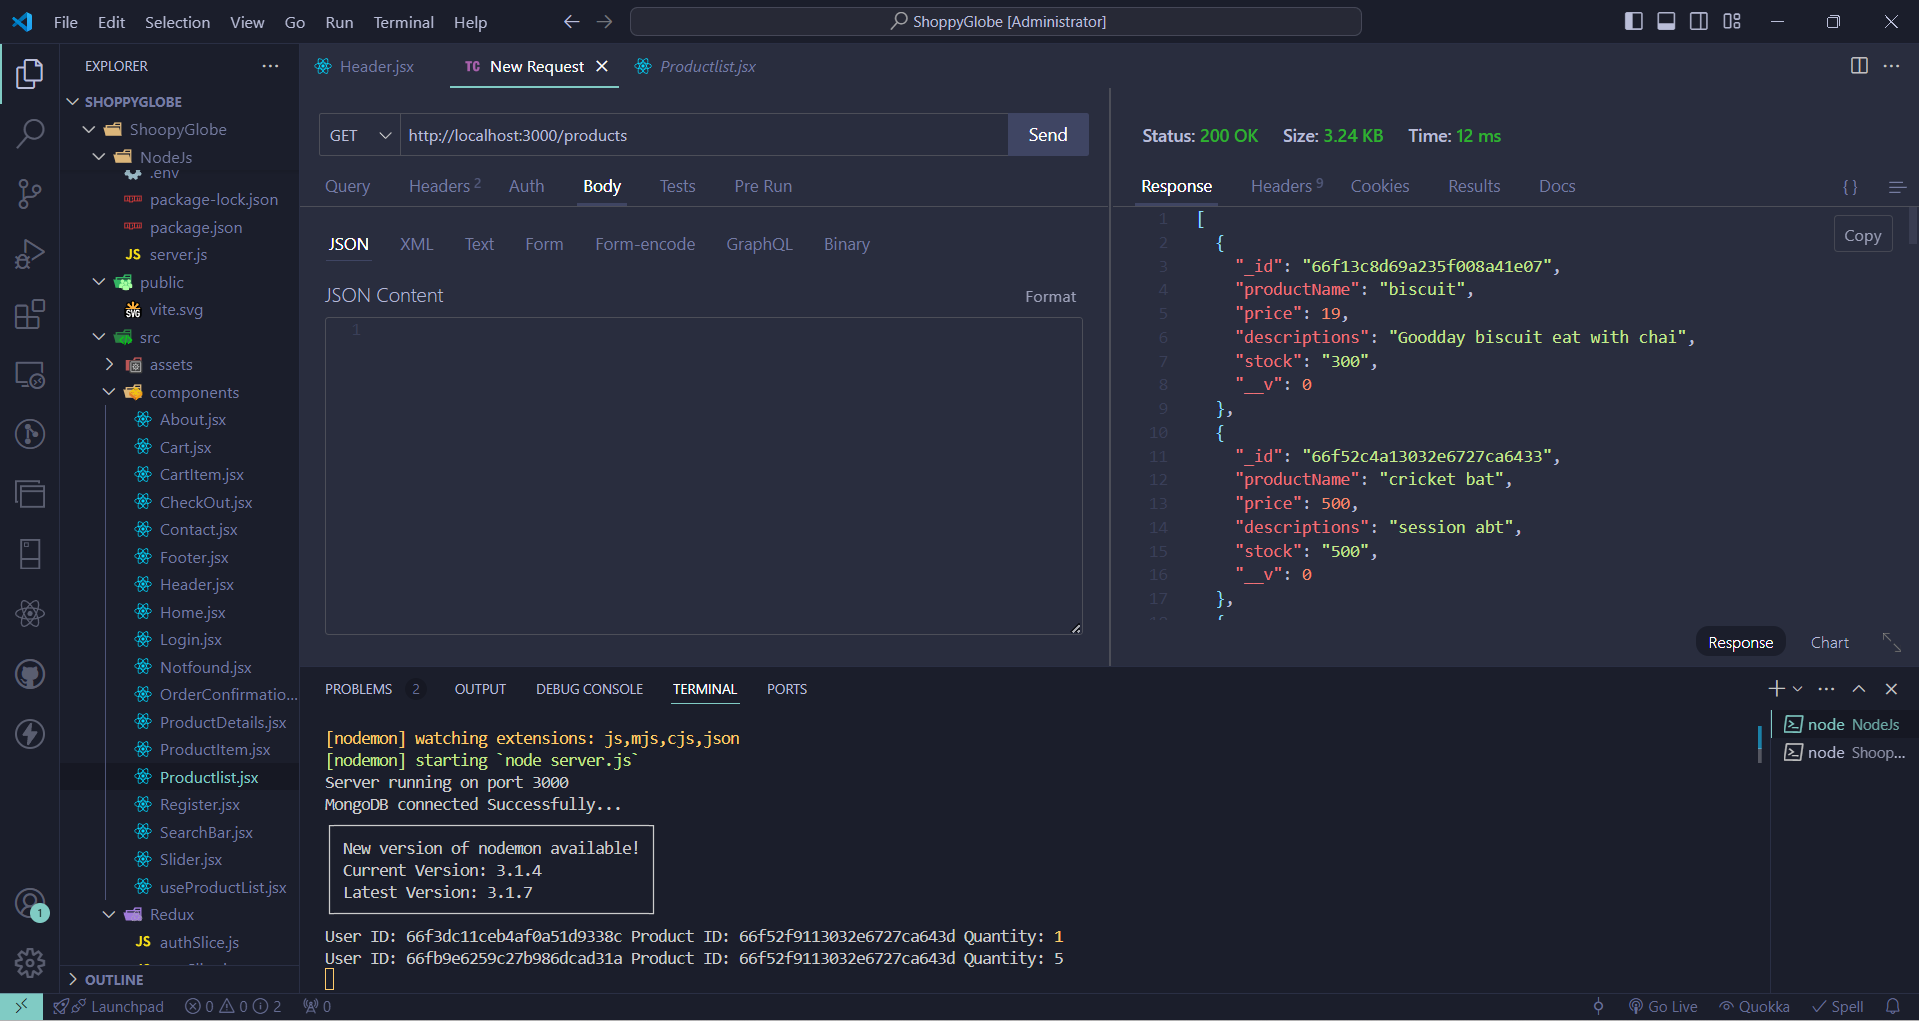 File Edit Selection View Go Run Terminal Help
ShoppyGlobe [Administrator]
EXPLORER
SHOPPYGLOBE
ShoopyGlobe
NodeJs
.env
package-lock.json
package.json
JS server.js
public
vite.svg
src
assets
components
About.jsx
Cart.jsx
CartItem.jsx
CheckOut.jsx
Contact.jsx
Footer.jsx
Header.jsx
Home.jsx
Login.jsx
Notfound.jsx
OrderConfirmatio...
ProductDetails.jsx
ProductItem.jsx
Productlist.jsx
Register.jsx
SearchBar.jsx
Slider.jsx
useProductList.jsx
Redux
JS authSlice.js
OUTLINE
1
Header.jsx
TC New Request
Productlist.jsx
GET http://localhost:3000/products Send
Query Headers 2 Auth Body Tests Pre Run
JSON XML Text Form Form-encode GraphQL Binary
JSON Content Format
1
Status: 200 OK Size: 3.24 KB Time: 12 ms
Response Headers 9 Cookies Results Docs { }
Copy
1 [
2 {
3 "_id": "66f13c8d69a235f008a41e07",
4 "productName": "biscuit",
5 "price": 19,
6 "descriptions": "Goodday biscuit eat with chai",
7 "stock": "300",
8 "__v": 0
9 },
10 {
11 "_id": "66f52c4a13032e6727ca6433",
12 "productName": "cricket bat",
13 "price": 500,
14 "descriptions": "session abt",
15 "stock": "500",
16 "__v": 0
17 },
Response Chart
PROBLEMS 2 OUTPUT DEBUG CONSOLE TERMINAL PORTS
[nodemon] watching extensions: js,mjs,cjs,json
[nodemon] starting `node server.js`
Server running on port 3000
MongoDB connected Successfully...
New version of nodemon available!
Current Version: 3.1.4
Latest Version: 3.1.7
User ID: 66f3dc11ceb4af0a51d9338c Product ID: 66f52f9113032e6727ca643d Quantity: 1
User ID: 66fb9e6259c27b986dcad31a Product ID: 66f52f9113032e6727ca643d Quantity: 5
node NodeJs
node Shoop...
Launchpad 0 0 2 0
Go Live Quokka Spell